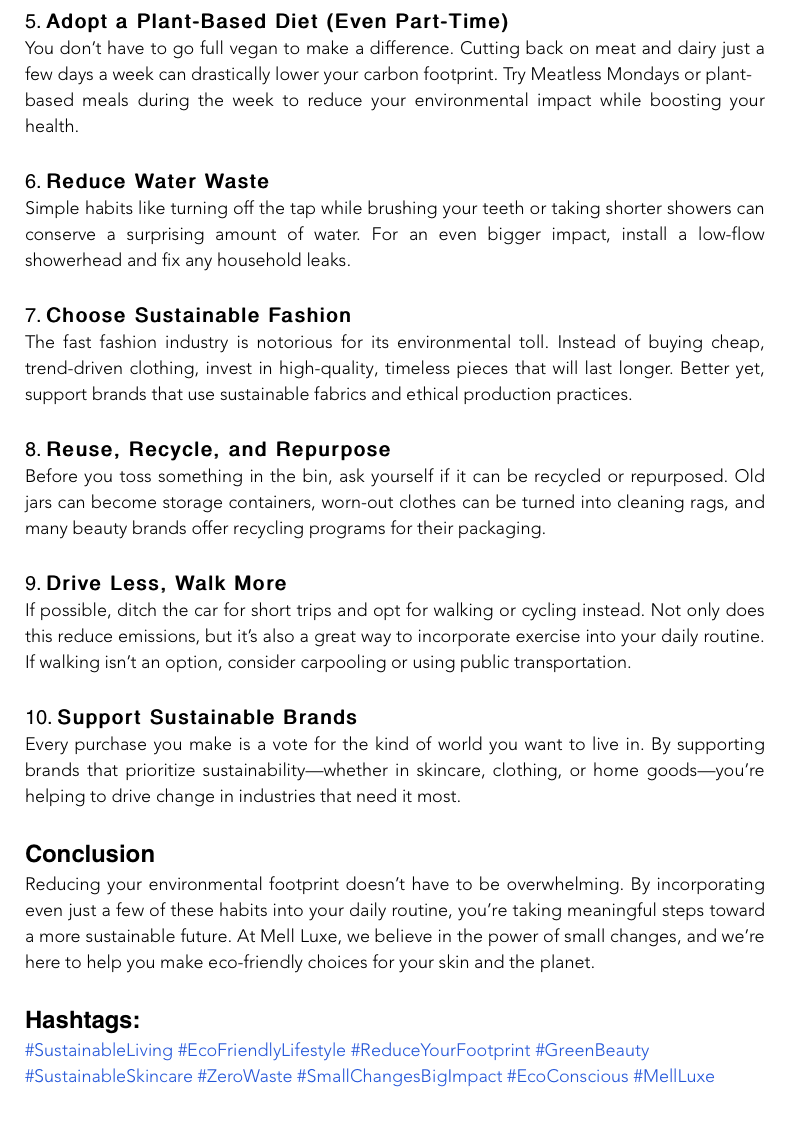 5. Adopt a Plant-Based Diet (Even Part-Time)
You don’t have to go full vegan to make a difference. Cutting back on meat and dairy just a
few days a week can drastically lower your carbon footprint. Try Meatless Mondays or plant-
based meals during the week to reduce your environmental impact while boosting your
health.
6. Reduce Water Waste
Simple habits like turning off the tap while brushing your teeth or taking shorter showers can
conserve a surprising amount of water. For an even bigger impact, install a low-flow
showerhead and fix any household leaks.
7. Choose Sustainable Fashion
The fast fashion industry is notorious for its environmental toll. Instead of buying cheap,
trend-driven clothing, invest in high-quality, timeless pieces that will last longer. Better yet,
support brands that use sustainable fabrics and ethical production practices.
8. Reuse, Recycle, and Repurpose
Before you toss something in the bin, ask yourself if it can be recycled or repurposed. Old
jars can become storage containers, worn-out clothes can be turned into cleaning rags, and
many beauty brands offer recycling programs for their packaging.
9. Drive Less, Walk More
If possible, ditch the car for short trips and opt for walking or cycling instead. Not only does
this reduce emissions, but it’s also a great way to incorporate exercise into your daily routine.
If walking isn’t an option, consider carpooling or using public transportation.
10. Support Sustainable Brands
Every purchase you make is a vote for the kind of world you want to live in. By supporting
brands that prioritize sustainability—whether in skincare, clothing, or home goods—you’re
helping to drive change in industries that need it most.
Conclusion
Reducing your environmental footprint doesn’t have to be overwhelming. By incorporating
even just a few of these habits into your daily routine, you’re taking meaningful steps toward
a more sustainable future. At Mell Luxe, we believe in the power of small changes, and we’re
here to help you make eco-friendly choices for your skin and the planet.
Hashtags:
#SustainableLiving #EcoFriendlyLifestyle #ReduceYourFootprint #GreenBeauty
#SustainableSkincare #ZeroWaste #SmallChangesBigImpact #EcoConscious #MellLuxe